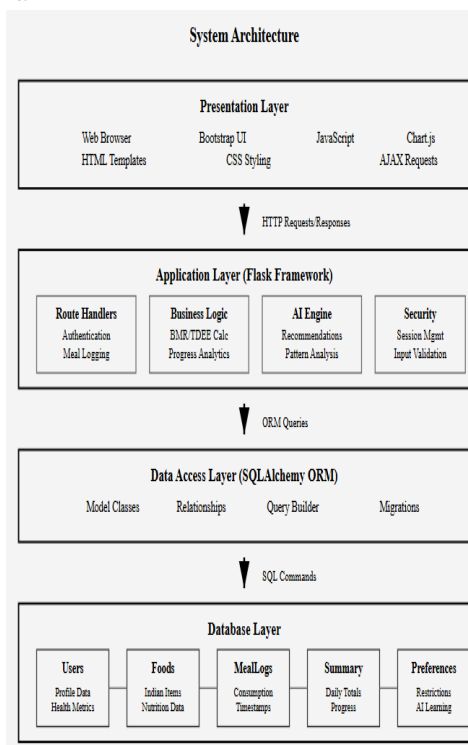 System Architecture
Presentation Layer
Web Browser Bootstrap UI JavaScript Chart.js
HTML Templates CSS Styling AJAX Requests
HTTP Requests/Responses
Application Layer (Flask Framework)
Route Handlers Business Logic AI Engine Security
Authentication BMR/TDEE Calc Recommendations Session Mgmt
Meal Logging Progress Analytics Pattern Analysis Input Validation
ORM Queries
Data Access Layer (SQLAlchemy ORM)
Model Classes Relationships Query Builder Migrations
SQL Commands
Database Layer
Users Foods MealLogs Summary Preferences
Profile Data Indian Items Consumption Daily Totals Restrictions
Health Metrics Nutrition Data Timestamps Progress AI Learning